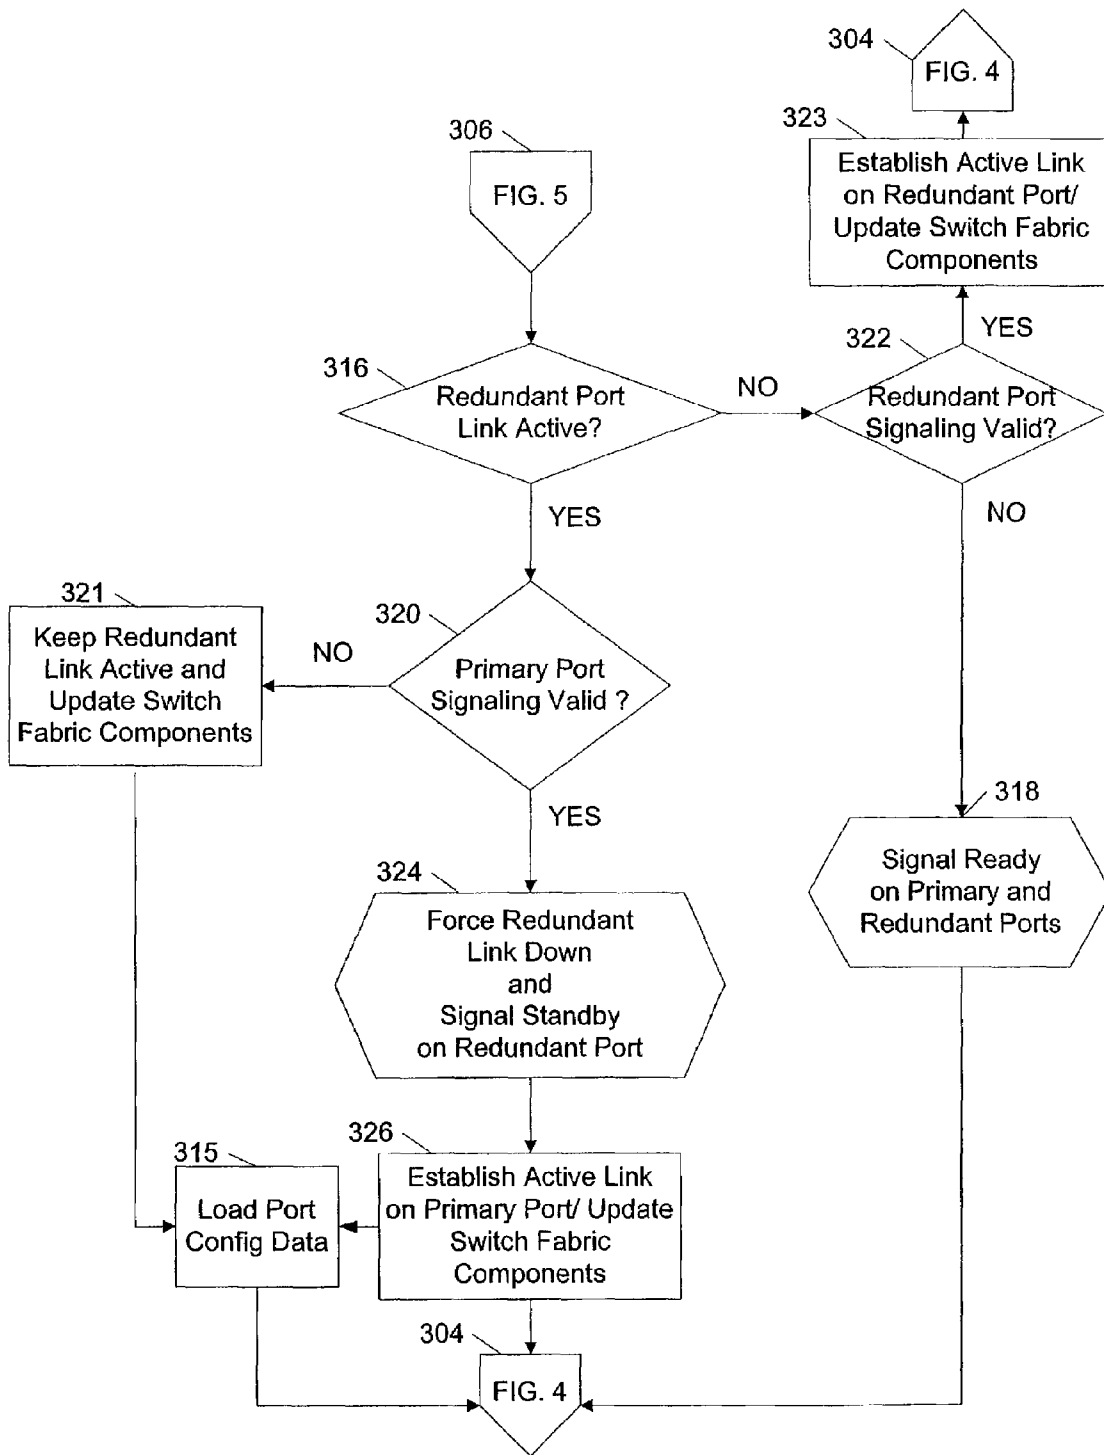 304
FIG. 4
323
Establish Active Link
on Redundant Port/
Update Switch Fabric
Components
306
FIG. 5
YES
322
316
Redundant Port
Link Active?
NO
Redundant Port
Signaling Valid?
YES
NO
321
Keep Redundant
Link Active and
Update Switch
Fabric Components
NO
320
Primary Port
Signaling Valid ?
YES
318
Signal Ready
on Primary and
Redundant Ports
324
Force Redundant
Link Down
and
Signal Standby
on Redundant Port
315
Load Port
Config Data
326
Establish Active Link
on Primary Port/ Update
Switch Fabric
Components
304
FIG. 4